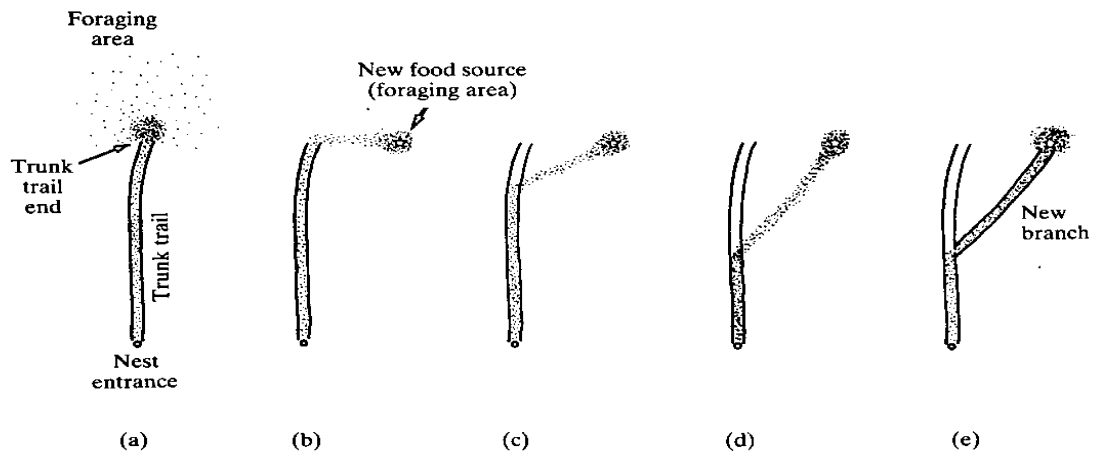 Foraging
area
New food source
(foraging area)
Trunk
trail
end
Trunk trail
New
branch
Nest
entrance
(a)
(b)
(c)
(d)
(e)